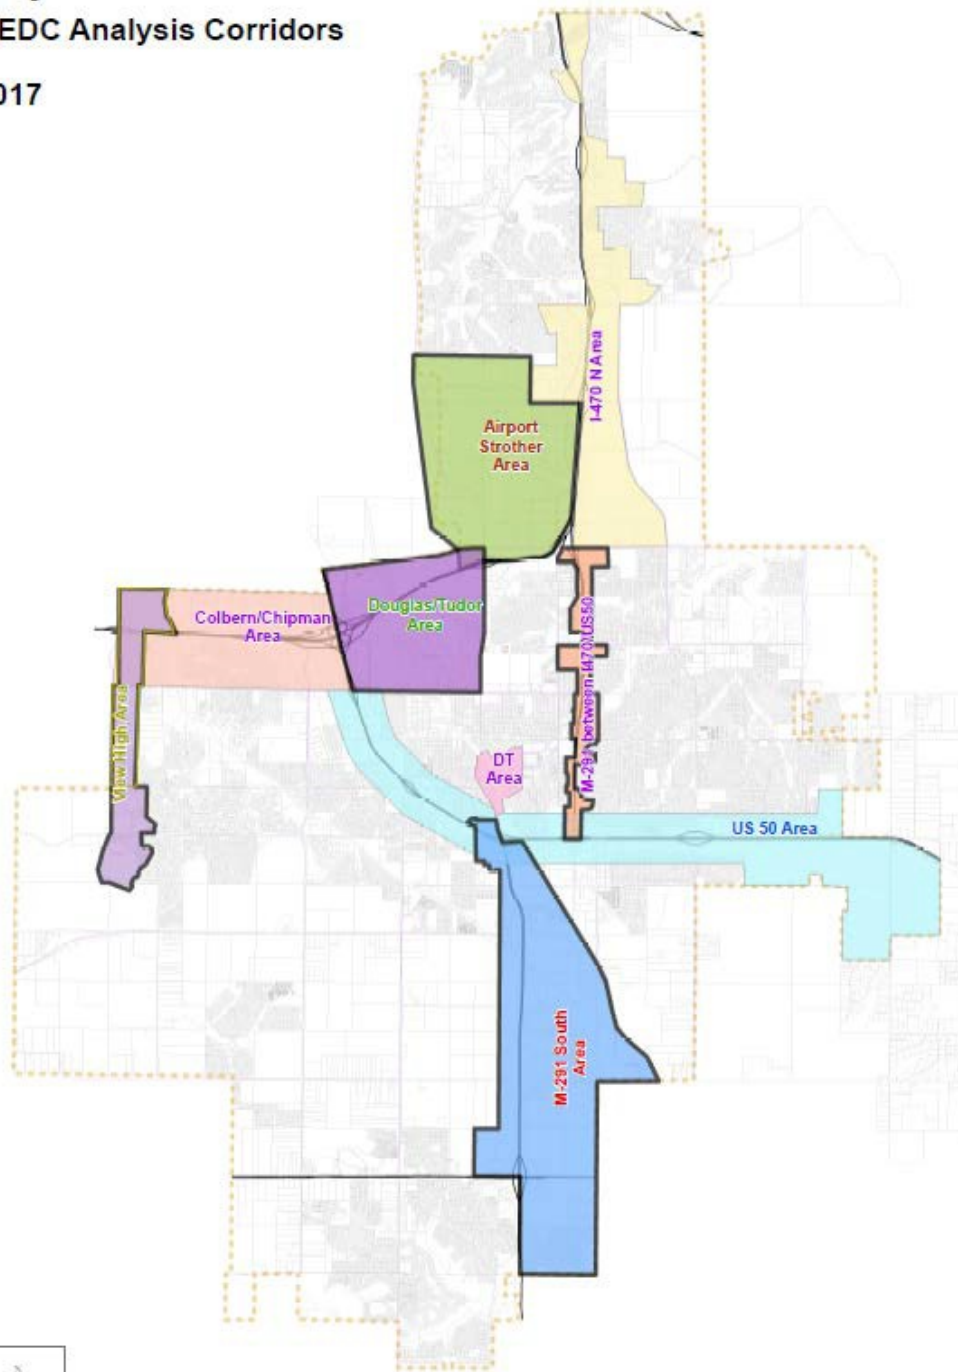 EDC Analysis Corridors
017
I-470 N Area
Airport
Strother
Area
Douglas/Tudor
Area
Colbern/Chipman
Area
View High Area
M-291 between I470/US50
DT
Area
US 50 Area
M-291 South
Area